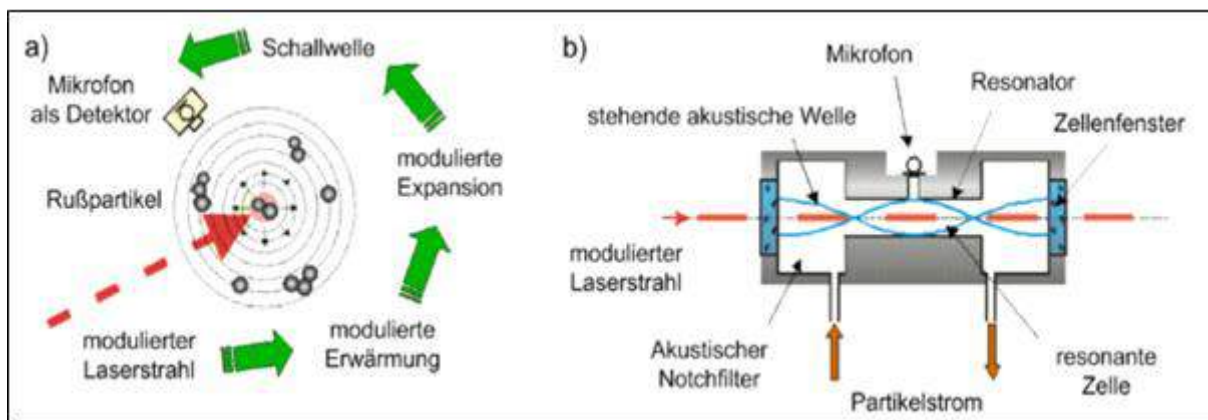 a)
Schallwelle
Mikrofon
als Detektor
Rußpartikel
modulierte
Expansion
modulierter
Laserstrahl
modulierte
Erwärmung
b)
Mikrofon
Resonator
stehende akustische Welle
Zellenfenster
modulierter
Laserstrahl
Akustischer
Notchfilter
resonante
Zelle
Partikelstrom